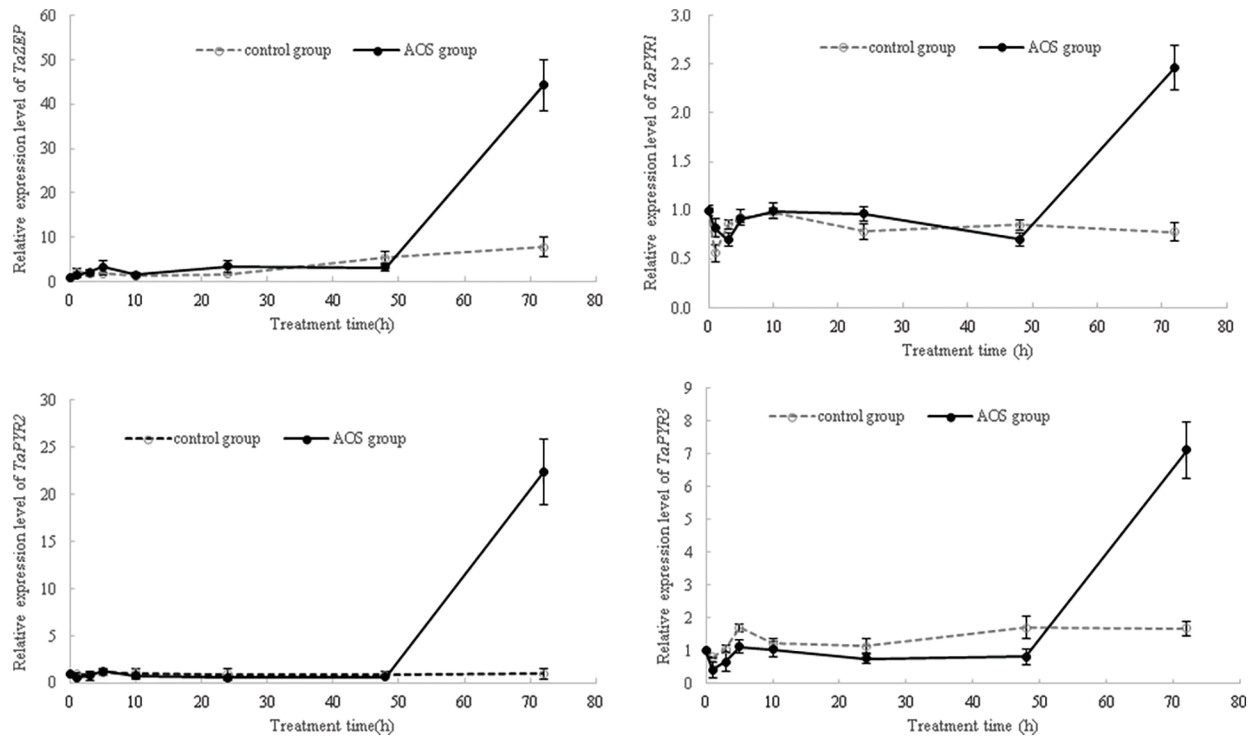 Relative expression level of TaZEP
60
50
40
30
20
10
0
control group
AOS group
0 10 20 30 40 50 60 70 80
Treatment time(h)
Relative expression level of TaPYR1
3.0
2.5
2.0
1.5
1.0
0.5
0.0
control group
AOS group
0 10 20 30 40 50 60 70 80
Treatment time (h)
Relative expression level of TaPYR2
30
25
20
15
10
5
0
control group
AOS group
0 10 20 30 40 50 60 70 80
Treatment time(h)
Relative expression level of TaPYR3
9
8
7
6
5
4
3
2
1
0
control group
AOS group
0 10 20 30 40 50 60 70 80
Treatment time (h)